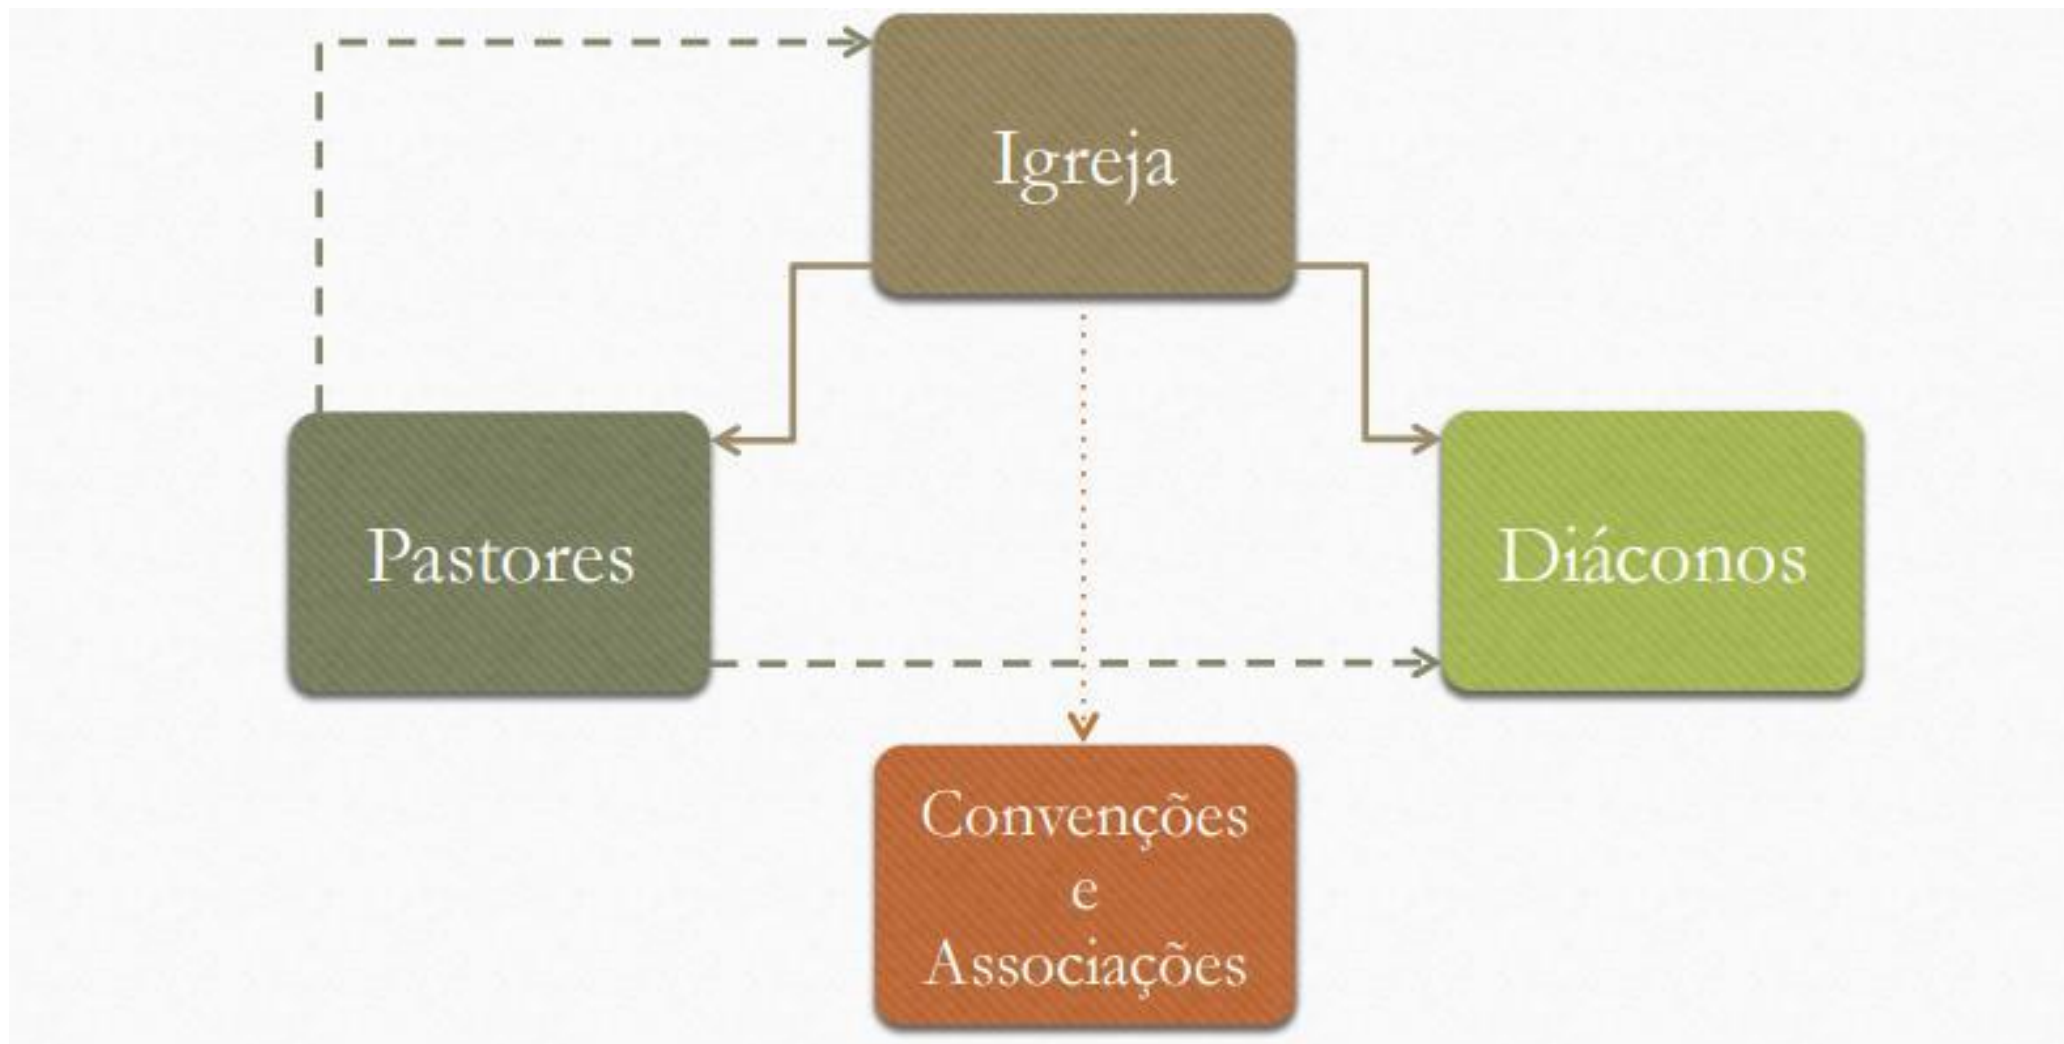 Igreja
Pastores
Diáconos
Convenções
e
Associações